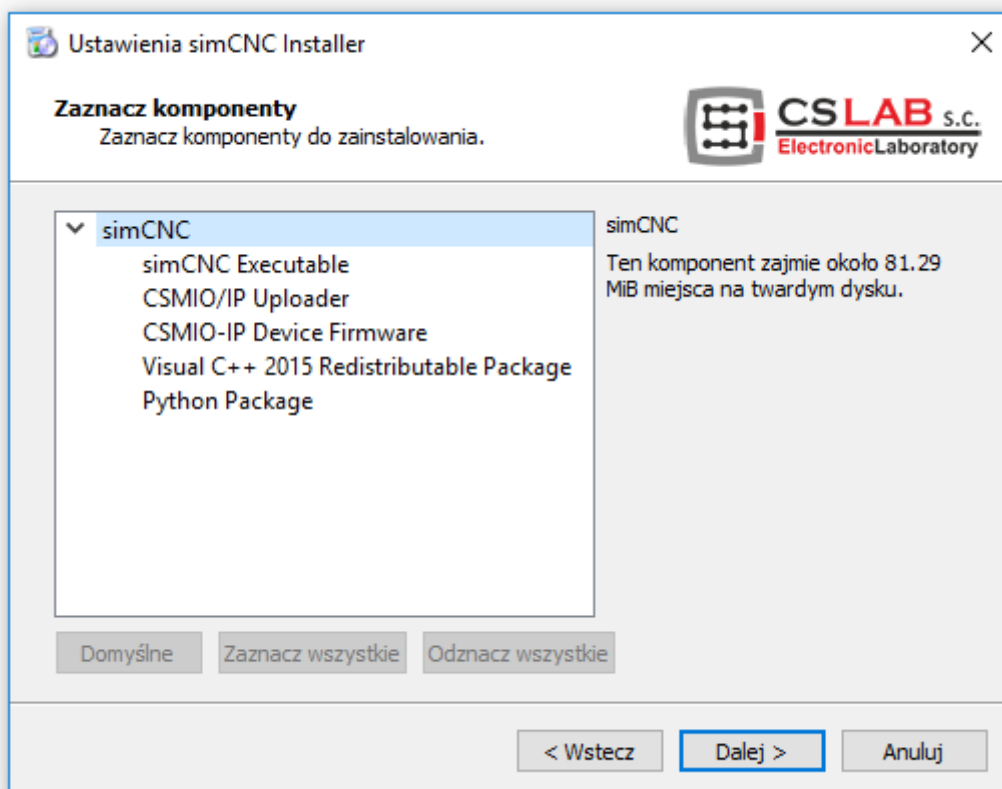 Ustawienia simCNC Installer
Zaznacz komponenty
Zaznacz komponenty do zainstalowania.
CSLAB s.c.
ElectronicLaboratory
simCNC
simCNC Executable
CSMIO/IP Uploader
CSMIO-IP Device Firmware
Visual C++ 2015 Redistributable Package
Python Package
simCNC
Ten komponent zajmie około 81.29
MiB miejsca na twardym dysku.
Domyślne
Zaznacz wszystkie
Odznacz wszystkie
< Wstecz
Dalej >
Anuluj